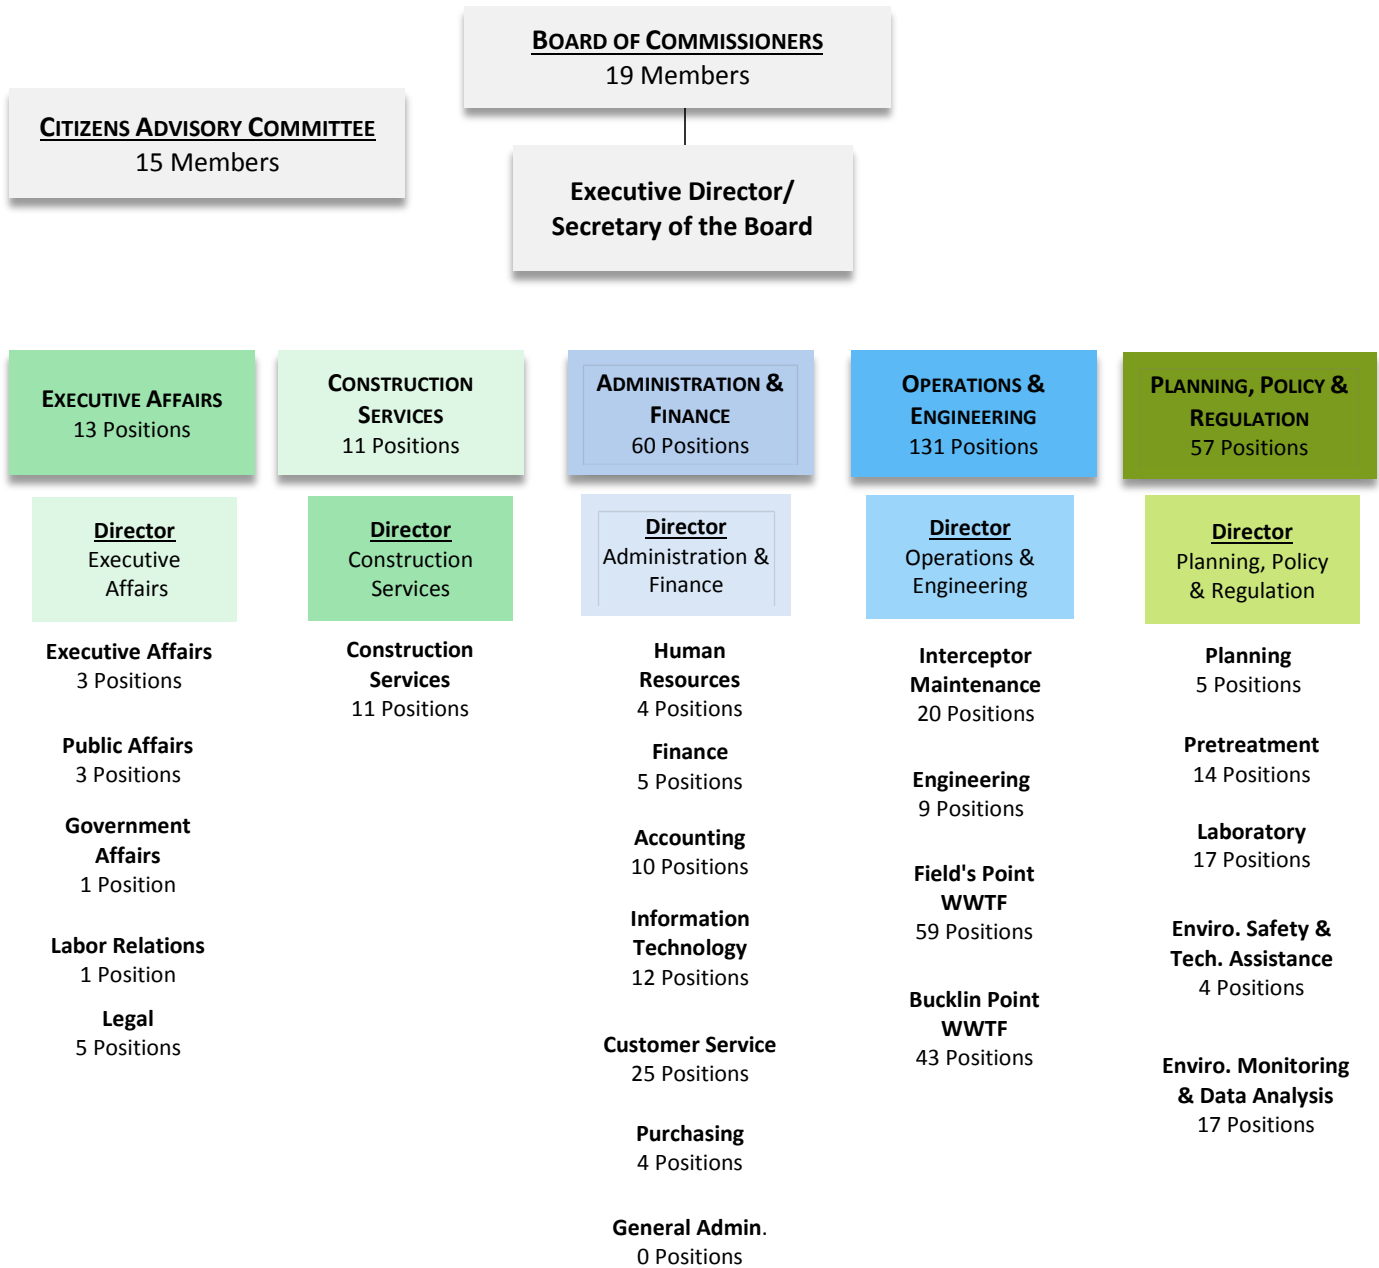 BOARD OF COMMISSIONERS
19 Members
CITIZENS ADVISORY COMMITTEE
15 Members
Executive Director/
Secretary of the Board
EXECUTIVE AFFAIRS
13 Positions
Director
Executive
Affairs
Executive Affairs
3 Positions
Public Affairs
3 Positions
Government
Affairs
1 Position
Labor Relations
1 Position
Legal
5 Positions
CONSTRUCTION
SERVICES
11 Positions
Director
Construction
Services
Construction
Services
11 Positions
ADMINISTRATION &
FINANCE
60 Positions
Director
Administration &
Finance
Human
Resources
4 Positions
Finance
5 Positions
Accounting
10 Positions
Information
Technology
12 Positions
Customer Service
25 Positions
Purchasing
4 Positions
General Admin.
0 Positions
OPERATIONS &
ENGINEERING
131 Positions
Director
Operations &
Engineering
Interceptor
Maintenance
20 Positions
Engineering
9 Positions
Field's Point
WWTF
59 Positions
Bucklin Point
WWTF
43 Positions
PLANNING, POLICY &
REGULATION
57 Positions
Director
Planning, Policy
& Regulation
Planning
5 Positions
Pretreatment
14 Positions
Laboratory
17 Positions
Enviro. Safety &
Tech. Assistance
4 Positions
Enviro. Monitoring
& Data Analysis
17 Positions